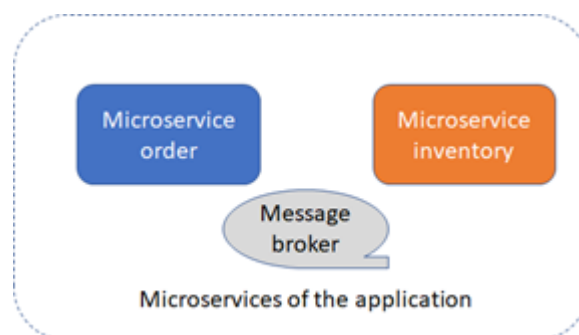 Microservice
order
Microservice
inventory
Message
broker
Microservices of the application